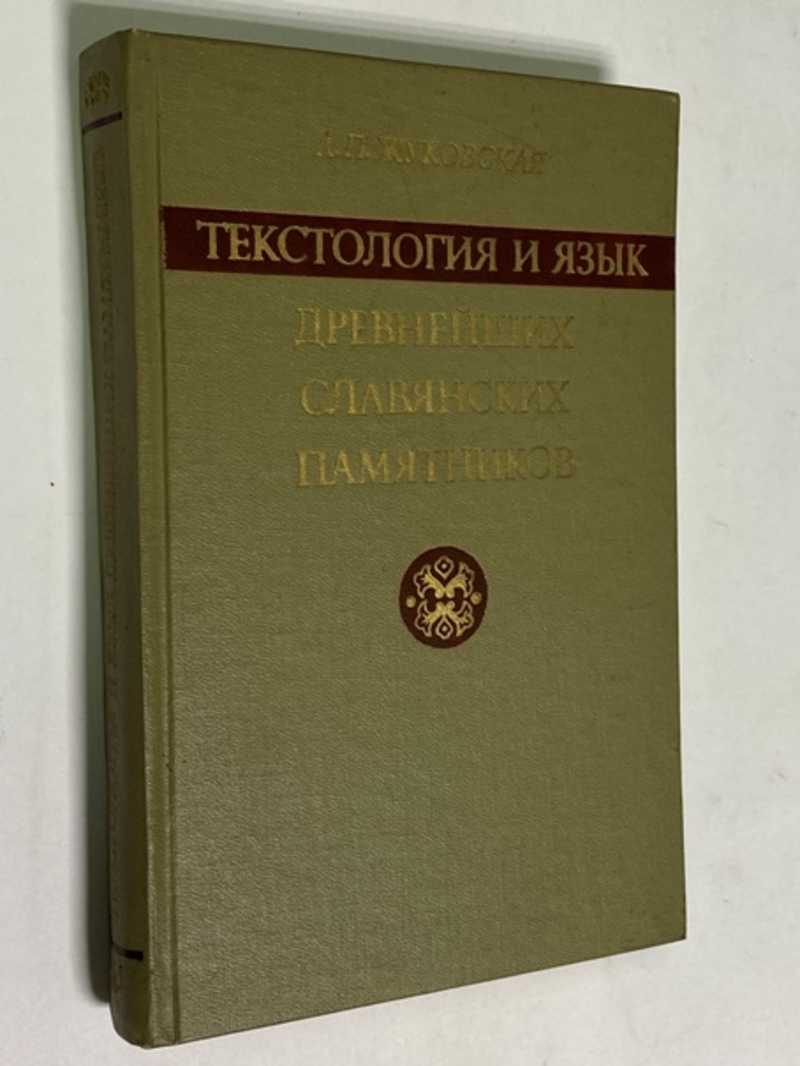 Л.П. ЖУКОВСКАЯ
ТЕКСТОЛОГИЯ И ЯЗЫК
ДРЕВНЕЙШИХ
СЛАВЯНСКИХ
ПАМЯТНИКОВ